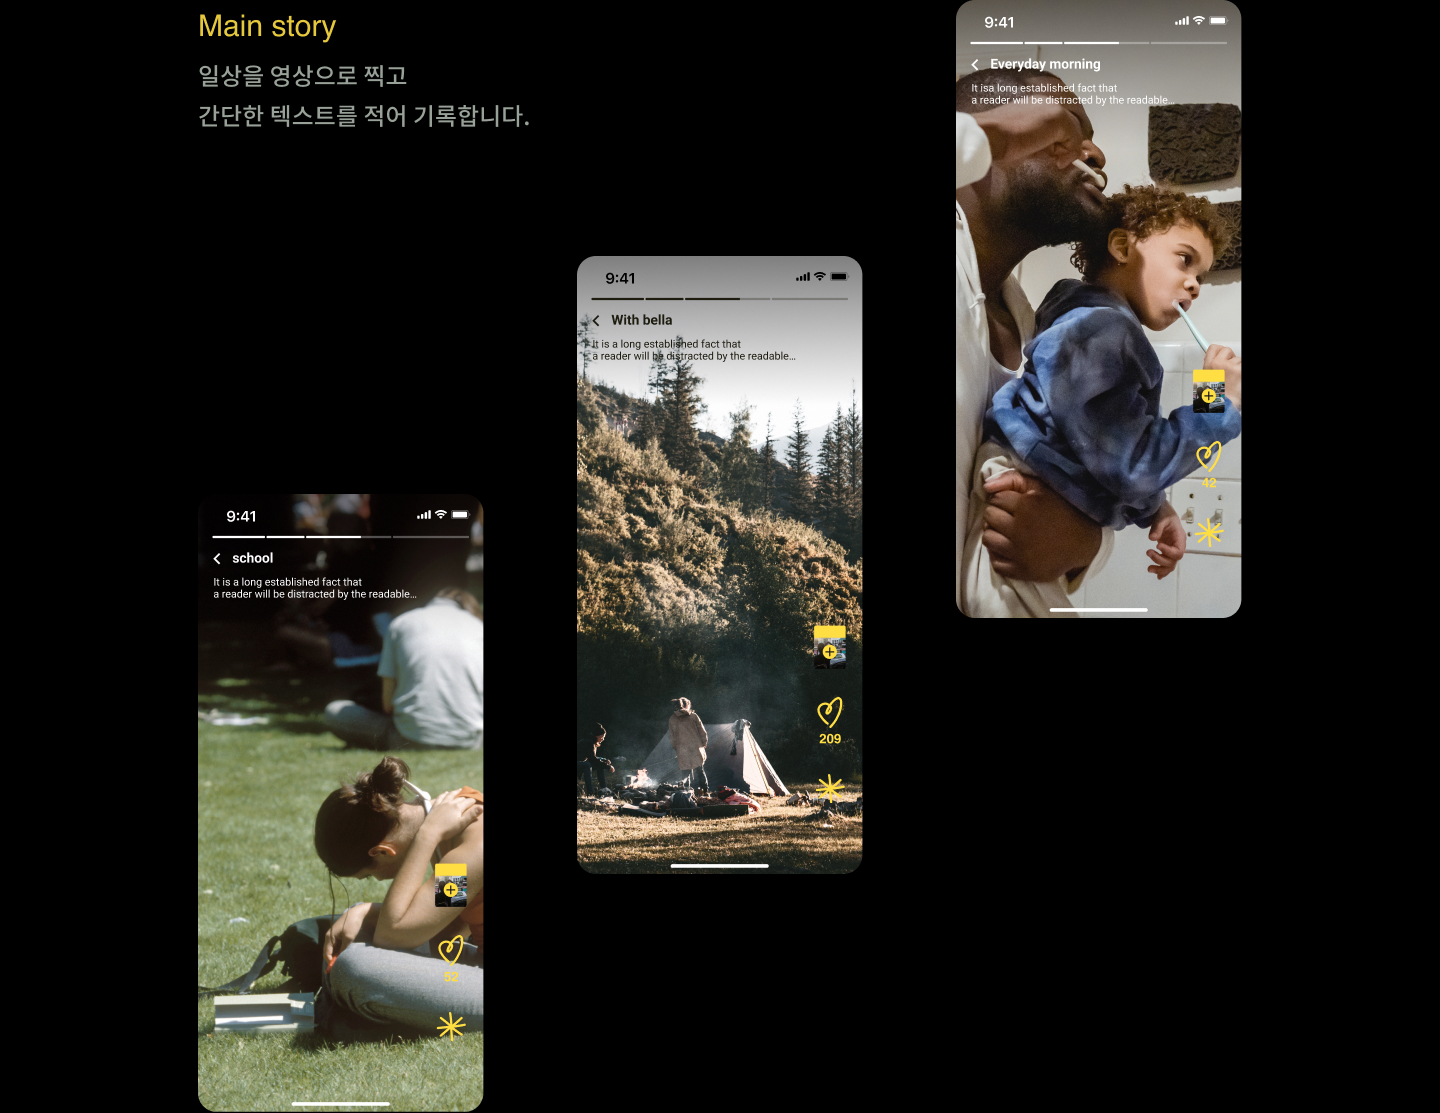 Main story
일상을 영상으로 찍고
간단한 텍스트를 적어 기록합니다.
9:41
Everyday morning
It isa long established fact that
a reader will be distracted by the readable...
42
9:41
With bella
It is a long established fact that
a reader will be distracted by the readable...
209
9:41
school
It is a long established fact that
a reader will be distracted by the readable...
52